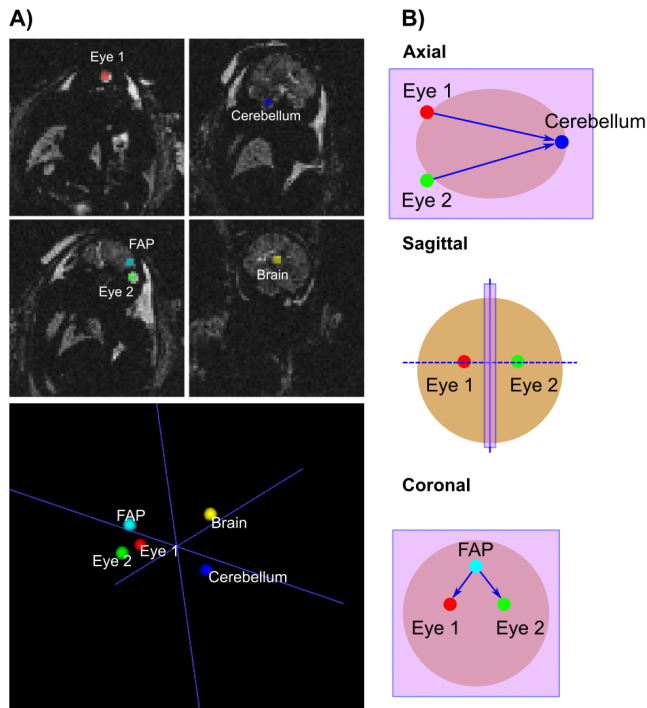 A)
Eye 1
Cerebellum
FAP
Eye 2
Brain
FAP
Brain
Eye 1
Eye 2
Cerebellum
B)
Axial
Eye 1
Cerebellum
Eye 2
Sagittal
Eye 1
Eye 2
Coronal
FAP
Eye 1
Eye 2